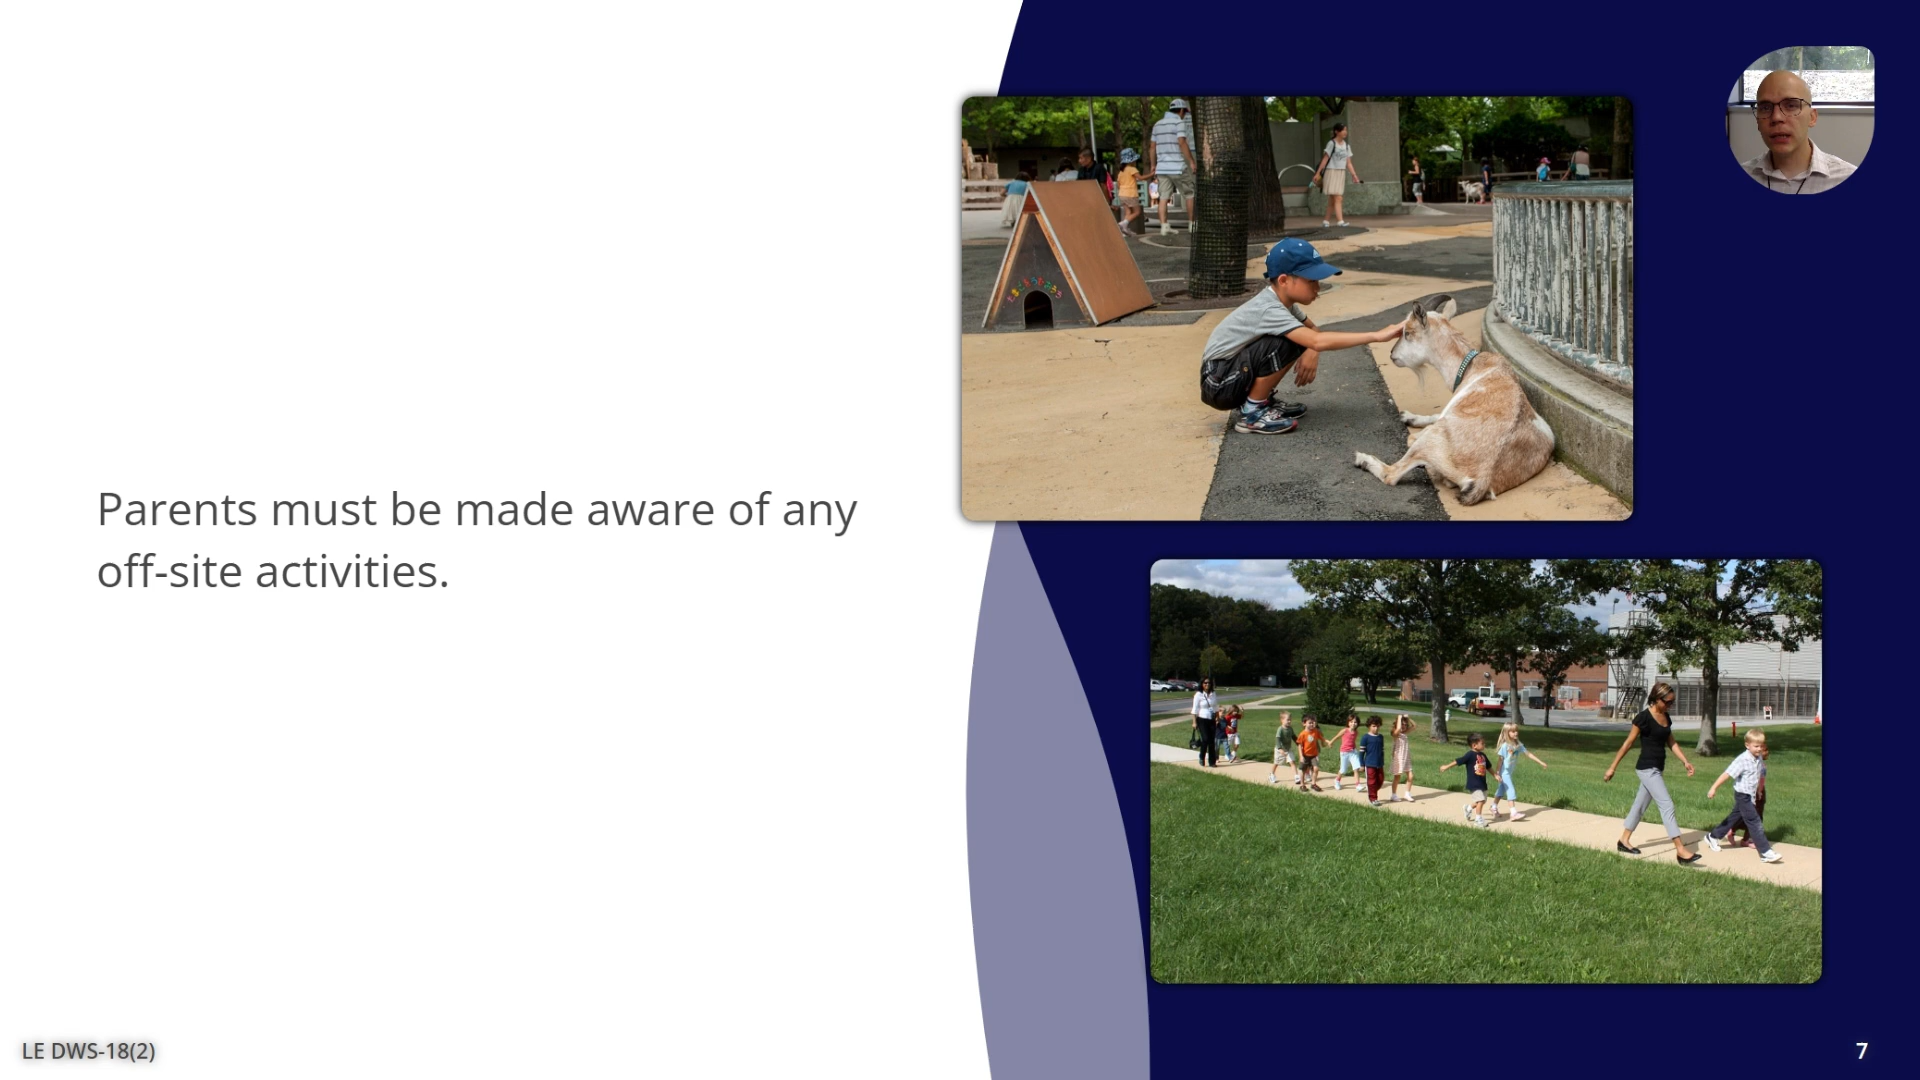 Parents must be made aware of any
off-site activities.
LE DWS-18(2)
7